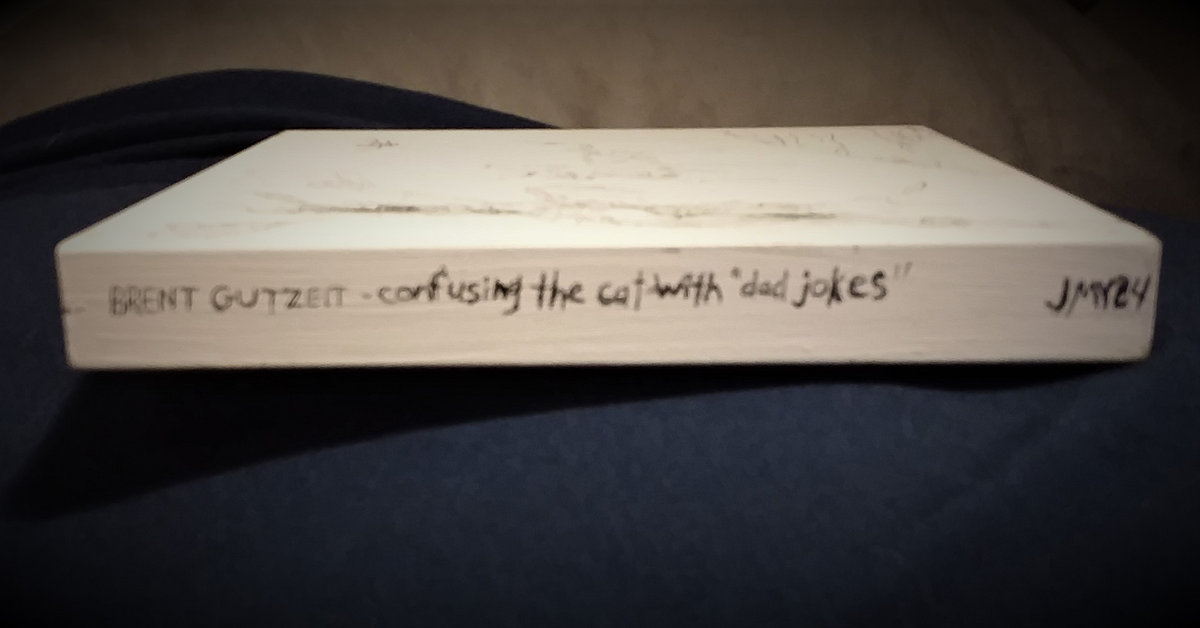 BRENT GUTZEIT - confusing the cat with "dad jokes" JMY24